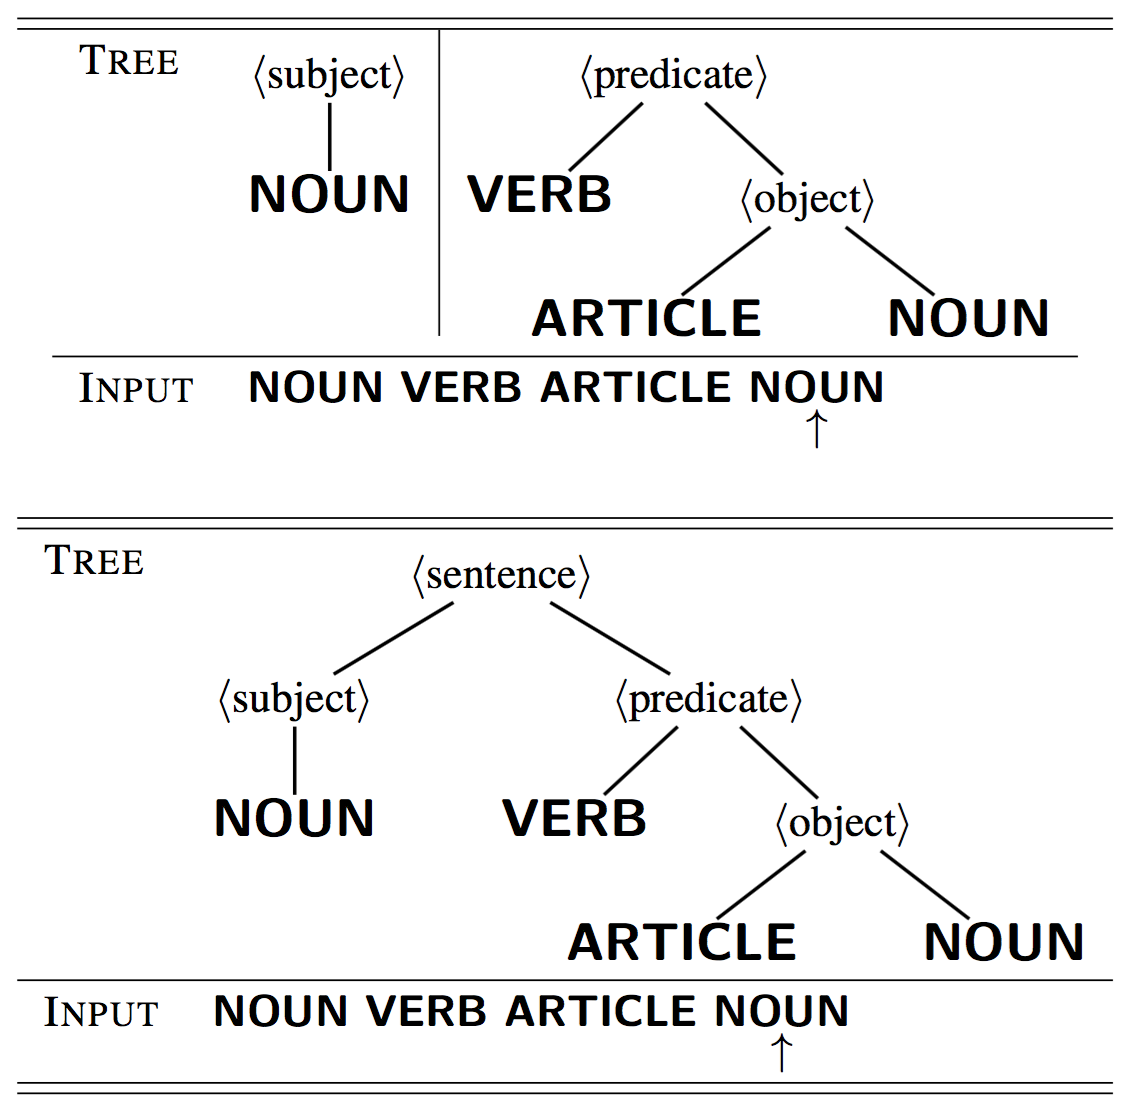 TREE ⟨subject⟩ ⟨predicate⟩
NOUN VERB ⟨object⟩
ARTICLE NOUN
INPUT NOUN VERB ARTICLE NOUN
↑
TREE ⟨sentence⟩
⟨subject⟩ ⟨predicate⟩
NOUN VERB ⟨object⟩
ARTICLE NOUN
INPUT NOUN VERB ARTICLE NOUN
↑